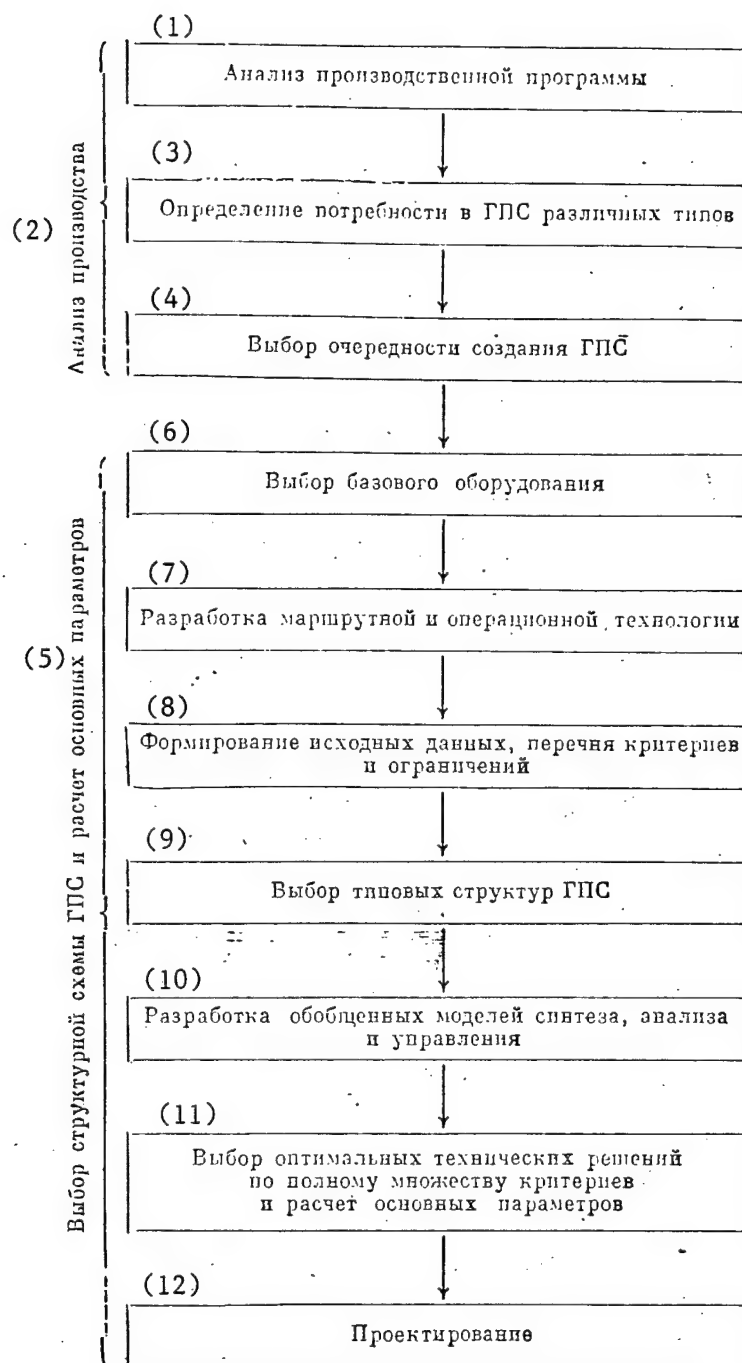 (1)
Анализ производственной программы
(2)
Анализ производства
(3)
Определение потребности в ГПС различных типов
(4)
Выбор очередности создания ГПС
(5)
Выбор структурной схемы ГПС и расчет основных параметров
(6)
Выбор базового оборудования
(7)
Разработка маршрутной и операционной технологии
(8)
Формирование исходных данных, перечня критериев
и ограничений
(9)
Выбор типовых структур ГПС
(10)
Разработка обобщенных моделей синтеза, анализа
и управления
(11)
Выбор оптимальных технических решений
по полному множеству критериев
и расчет основных параметров
(12)
Проектирование